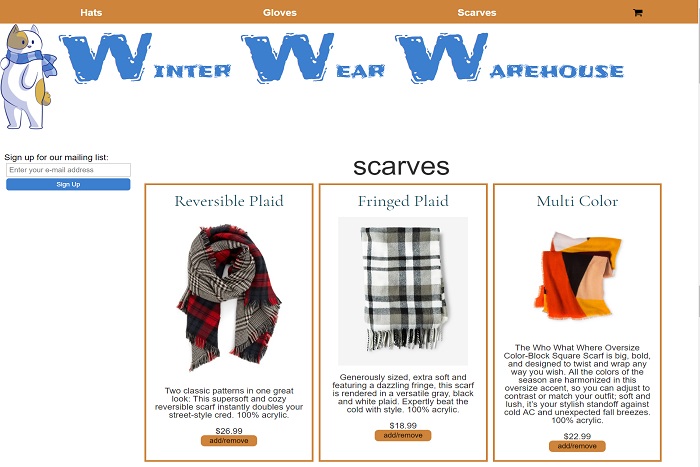 Hats Gloves Scarves
Winter Wear Warehouse
Sign up for our mailing list:
Enter your e-mail address
Sign Up
scarves
Reversible Plaid
Two classic patterns in one great
look: This supersoft and cozy
reversible scarf instantly doubles your
street-style cred. 100% acrylic.
$26.99
add/remove
Fringed Plaid
Generously sized, extra soft and
featuring a dazzling fringe, this scarf
is rendered in a versatile gray, black
and white plaid. Expertly beat the
cold with style. 100% acrylic.
$18.99
add/remove
Multi Color
The Who What Where Oversize
Color-Block Square Scarf is big, bold,
and designed to twist and wrap any
way you wish. All the colors of the
season are harmonized in this
oversize accent, so you can adjust to
contrast or match your outfit; soft and
lush, it's your stylish standoff against
cold AC and unexpected fall breezes.
100% acrylic.
$22.99
add/remove